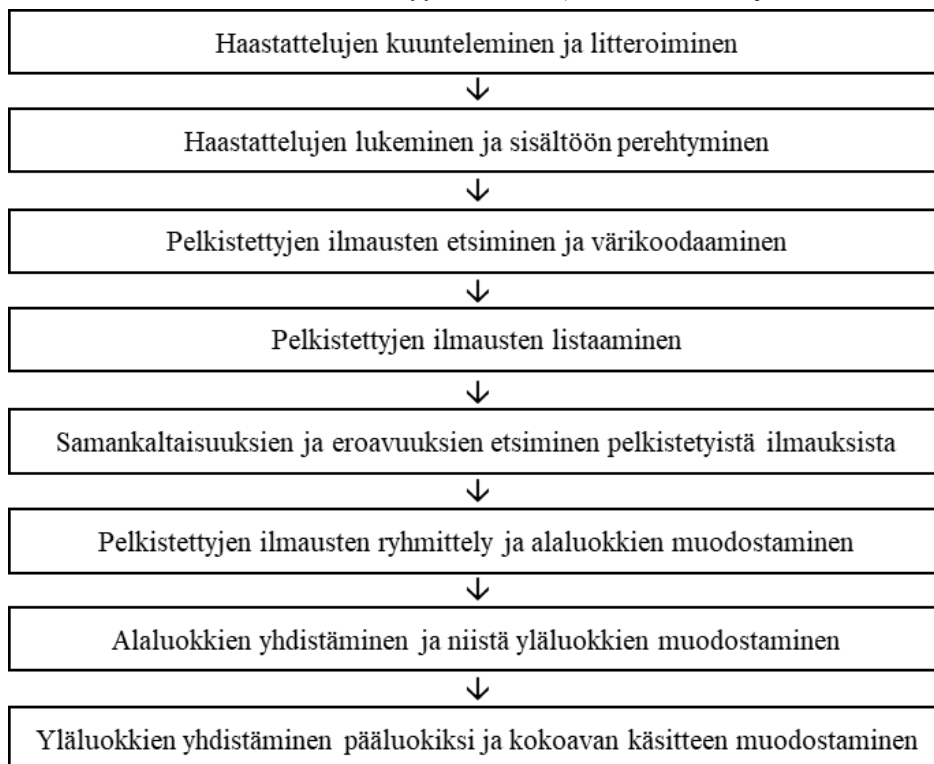 Haastattelujen kuunteleminen ja litteroiminen
Haastattelujen lukeminen ja sisältöön perehtyminen
Pelkistettyjen ilmausten etsiminen ja värikoodaaminen
Pelkistettyjen ilmausten listaaminen
Samankaltaisuuksien ja eroavuuksien etsiminen pelkistetyistä ilmauksista
Pelkistettyjen ilmausten ryhmittely ja alaluokkien muodostaminen
Alaluokkien yhdistäminen ja niistä yläluokkien muodostaminen
Yläluokkien yhdistäminen pääluokiksi ja kokoavan käsitteen muodostaminen